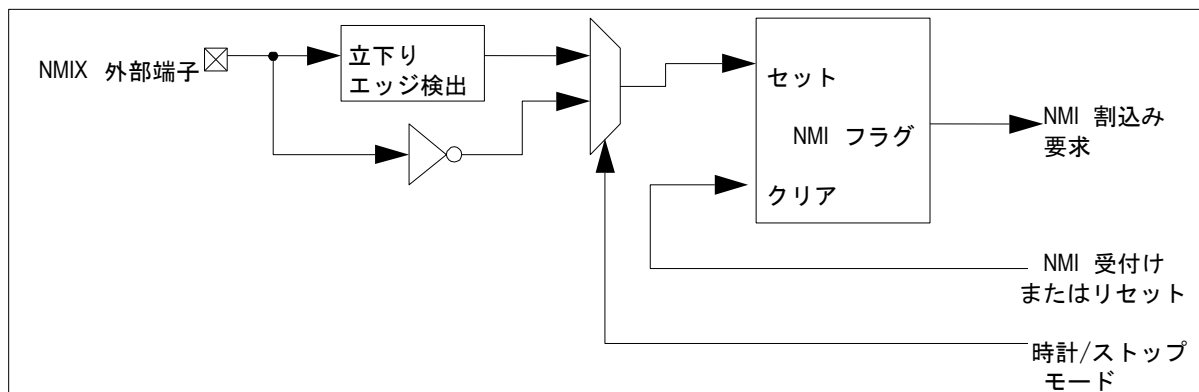 NMIX 外部端子
立下り
エッジ検出
セット
NMI フラグ
クリア
NMI 割込み
要求
NMI 受付け
またはリセット
時計/ストップ
モード